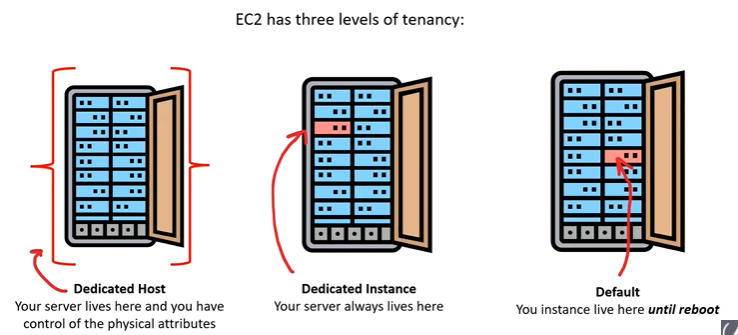 EC2 has three levels of tenancy:
Dedicated Host
Your server lives here and you have
control of the physical attributes
Dedicated Instance
Your server always lives here
Default
You instance live here until reboot